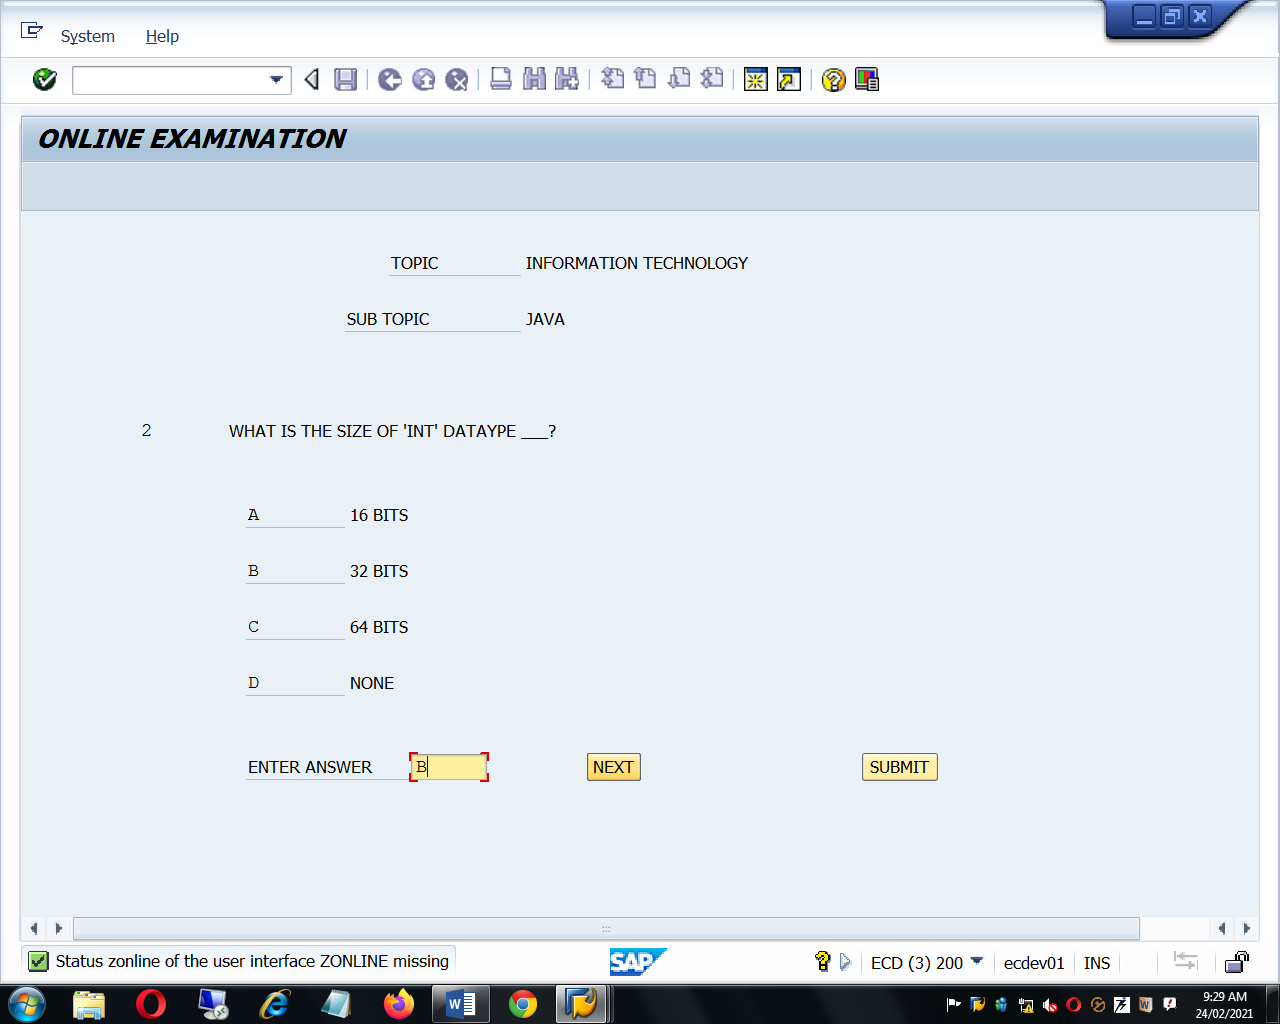 System Help
ONLINE EXAMINATION
TOPIC INFORMATION TECHNOLOGY
SUB TOPIC JAVA
2 WHAT IS THE SIZE OF 'INT' DATAYPE ___?
A 16 BITS
B 32 BITS
C 64 BITS
D NONE
ENTER ANSWER B NEXT SUBMIT
Status zonline of the user interface ZONLINE missing SAP ECD (3) 200 ecdev01 INS
9:29 AM
24/02/2021